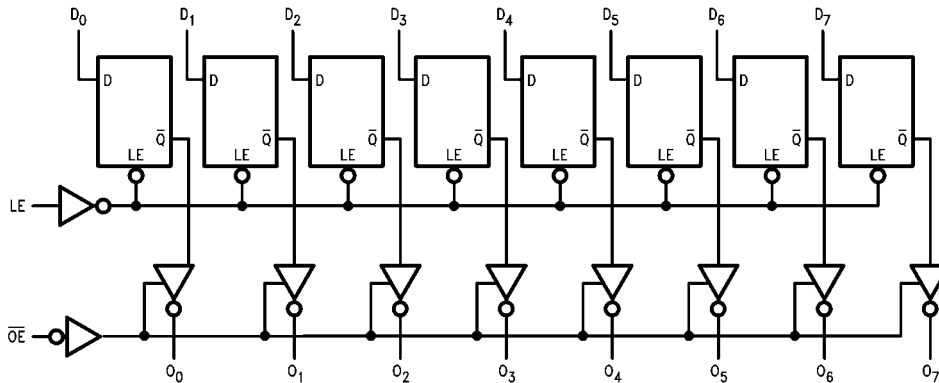 D₀ D₁ D₂ D₃ D₄ D₅ D₆ D₇
D D D D D D D D
Q̅ Q̅ Q̅ Q̅ Q̅ Q̅ Q̅ Q̅
LE LE LE LE LE LE LE LE
LE
O̅E̅
O₀ O₁ O₂ O₃ O₄ O₅ O₆ O₇